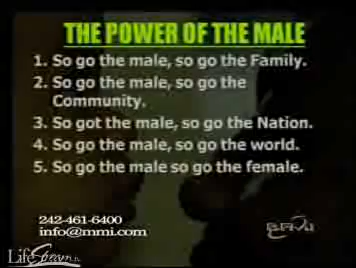 THE POWER OF THE MALE
1. So go the male, so go the Family.
2. So go the male, so go the
Community.
3. So got the male, so go the Nation.
4. So go the male, so go the world.
5. So go the male so go the female.
242-461-6400
info@mmi.com
LifeStream